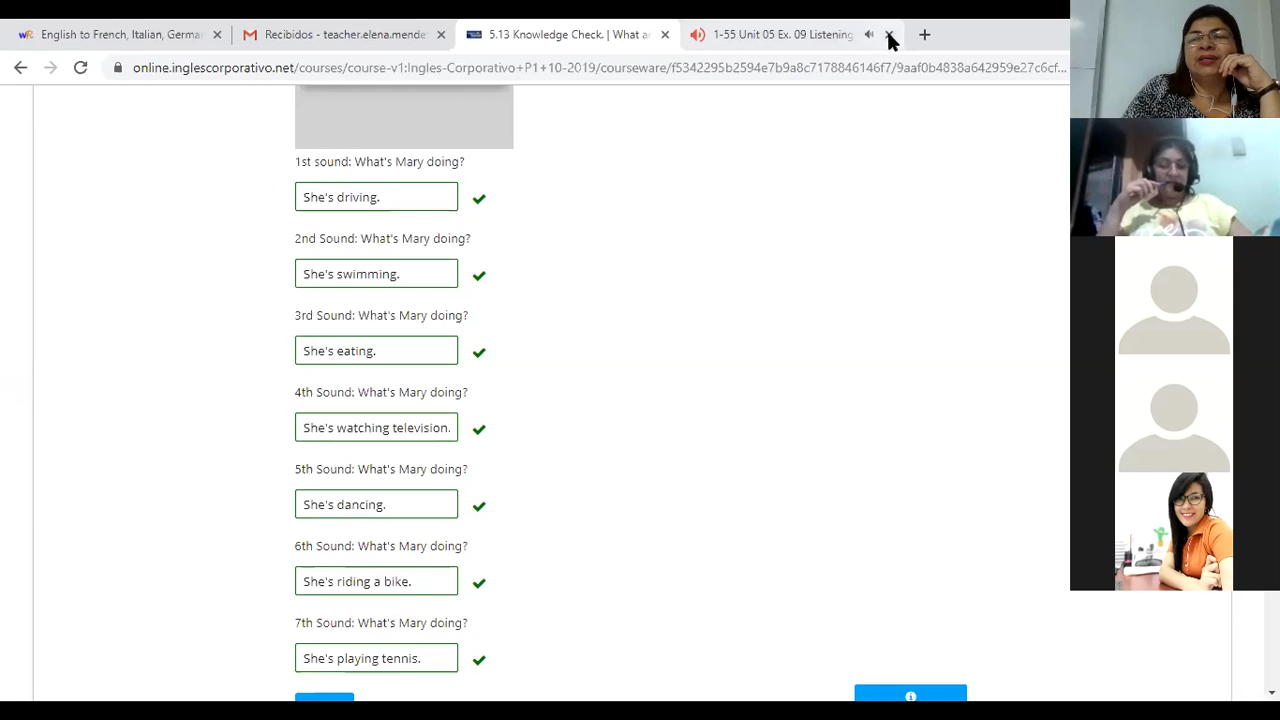 English to French, Italian, Germa
Recibidos - teacher.elena.mende
5.13 Knowledge Check. | What a
1-55 Unit 05 Ex. 09 Listening
online.inglescorporativo.net/courses/course-v1:Ingles-Corporativo+P1+10-2019/courseware/f5342295b2594e7b9a8c7178846146f7/9aaf0b4838a642959e27c6cf...
1st sound: What's Mary doing?
She's driving.
2nd Sound: What's Mary doing?
She's swimming.
3rd Sound: What's Mary doing?
She's eating.
4th Sound: What's Mary doing?
She's watching television.
5th Sound: What's Mary doing?
She's dancing.
6th Sound: What's Mary doing?
She's riding a bike.
7th Sound: What's Mary doing?
She's playing tennis.